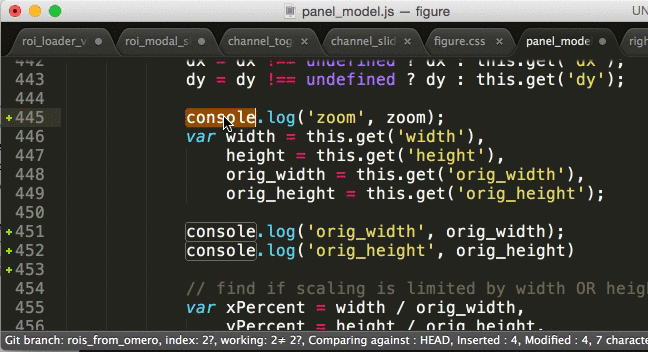 panel_model.js — figure
UN
roi_loader_v
roi_modal_s
channel_tog
channel_slid
figure.css
panel_mode
righ
442 dx = dx !== undefined ? dx : this.get('dx');
443 dy = dy !== undefined ? dy : this.get('dy');
444
445 console.log('zoom', zoom);
446 var width = this.get('width'),
447 height = this.get('height'),
448 orig_width = this.get('orig_width'),
449 orig_height = this.get('orig_height');
450
451 console.log('orig_width', orig_width);
452 console.log('orig_height', orig_height)
453
454 // find if scaling is limited by width OR heig
455 var xPercent = width / orig_width,
456 yPercent = height / orig_height,
Git branch: rois_from_omero, index: 2?, working: 2≠ 2?, Comparing against : HEAD, Inserted : 4, Modified : 4, 7 characte